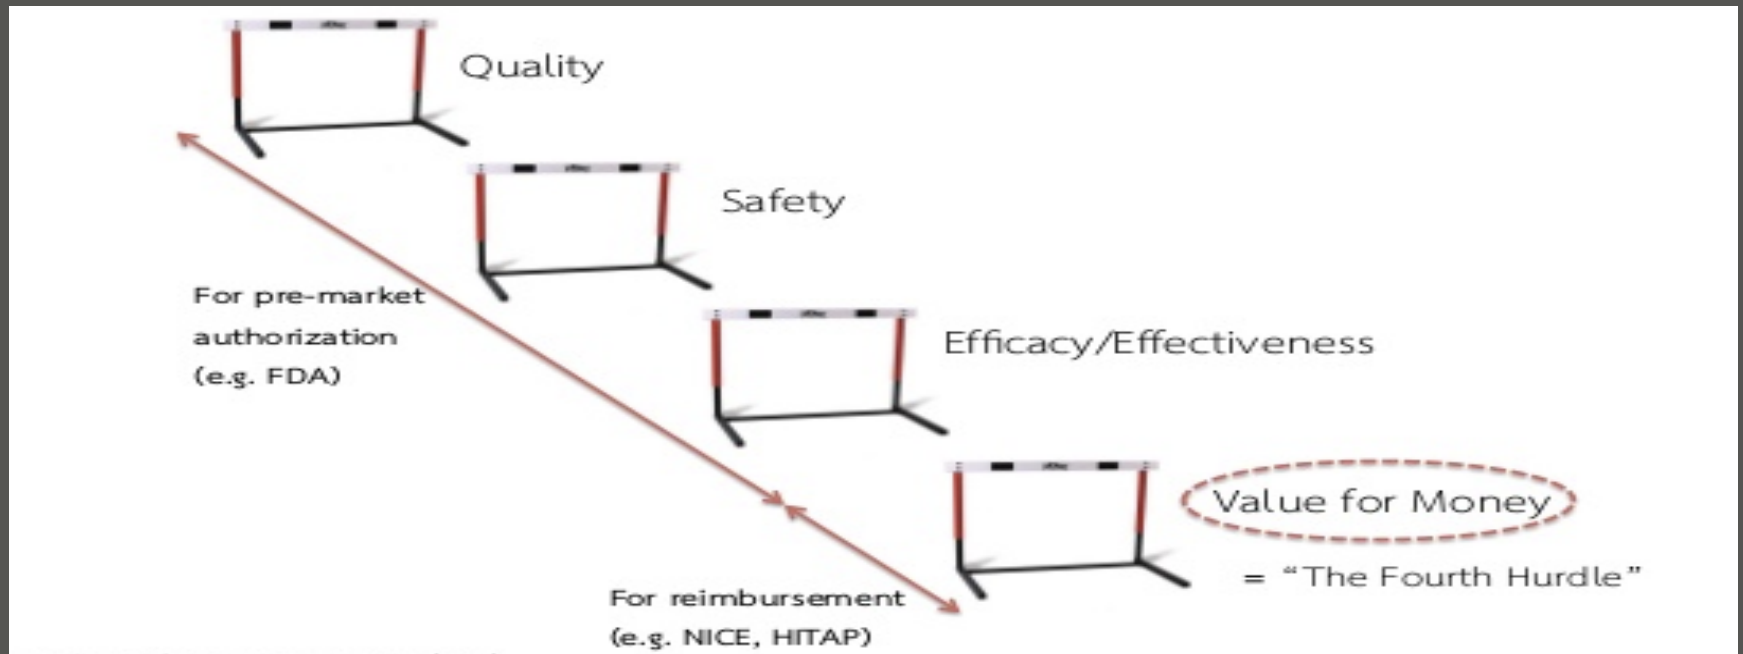 Quality
Safety
For pre-market
authorization
(e.g. FDA)
Efficacy/Effectiveness
Value for Money
= “The Fourth Hurdle”
For reimbursement
(e.g. NICE, HITAP)